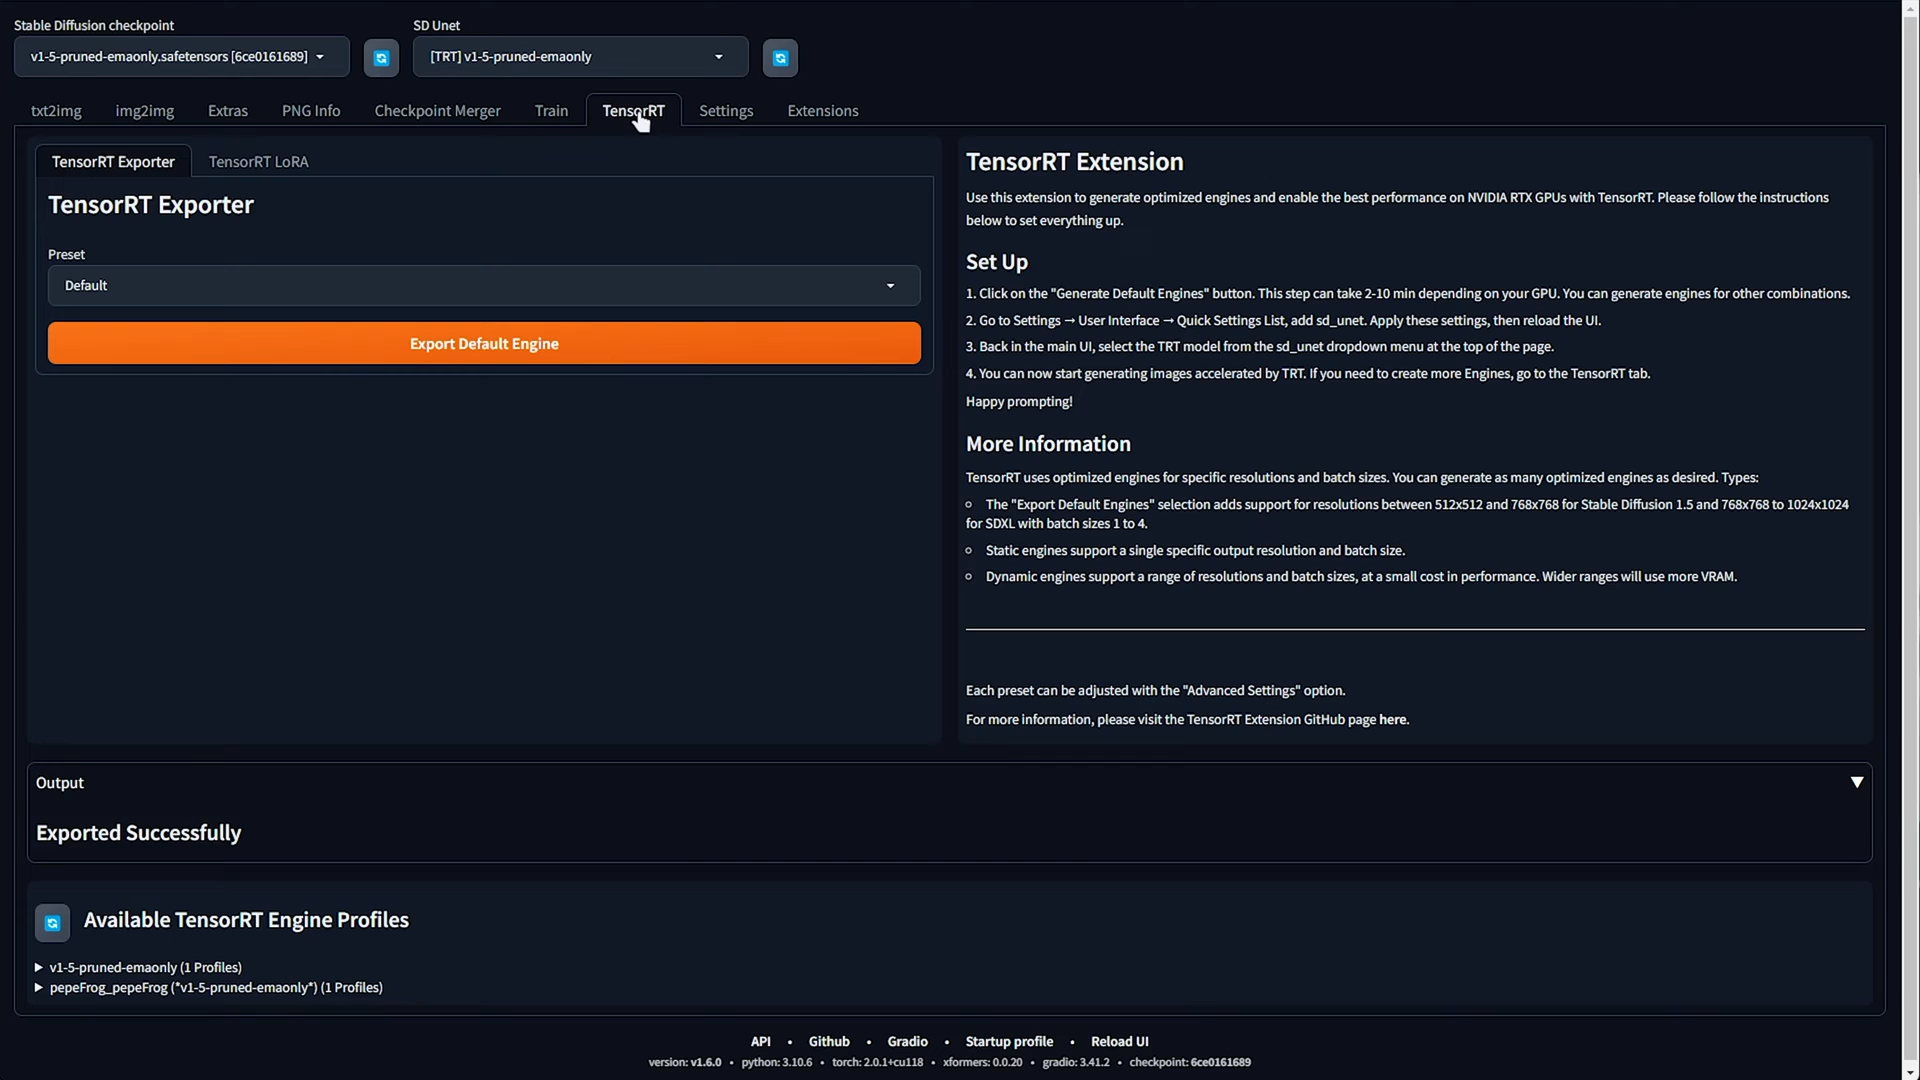 Stable Diffusion checkpoint
SD Unet
v1-5-pruned-emaonly.safetensors [6ce0161689]
[TRT] v1-5-pruned-emaonly
txt2img
img2img
Extras
PNG Info
Checkpoint Merger
Train
TensorRT
Settings
Extensions
TensorRT Exporter
TensorRT LoRA
TensorRT Exporter
Preset
Default
Export Default Engine
TensorRT Extension
Use this extension to generate optimized engines and enable the best performance on NVIDIA RTX GPUs with TensorRT. Please follow the instructions
below to set everything up.
Set Up
1. Click on the "Generate Default Engines" button. This step can take 2-10 min depending on your GPU. You can generate engines for other combinations.
2. Go to Settings → User Interface → Quick Settings List, add sd_unet. Apply these settings, then reload the UI.
3. Back in the main UI, select the TRT model from the sd_unet dropdown menu at the top of the page.
4. You can now start generating images accelerated by TRT. If you need to create more Engines, go to the TensorRT tab.
Happy prompting!
More Information
TensorRT uses optimized engines for specific resolutions and batch sizes. You can generate as many optimized engines as desired. Types:
The "Export Default Engines" selection adds support for resolutions between 512x512 and 768x768 for Stable Diffusion 1.5 and 768x768 to 1024x1024
for SDXL with batch sizes 1 to 4.
Static engines support a single specific output resolution and batch size.
Dynamic engines support a range of resolutions and batch sizes, at a small cost in performance. Wider ranges will use more VRAM.
Each preset can be adjusted with the "Advanced Settings" option.
For more information, please visit the TensorRT Extension GitHub page here.
Output
Exported Successfully
Available TensorRT Engine Profiles
v1-5-pruned-emaonly (1 Profiles)
pepeFrog_pepeFrog (*v1-5-pruned-emaonly*) (1 Profiles)
API • Github • Gradio • Startup profile • Reload UI
version: v1.6.0 • python: 3.10.6 • torch: 2.0.1+cu118 • xformers: 0.0.20 • gradio: 3.41.2 • checkpoint: 6ce0161689